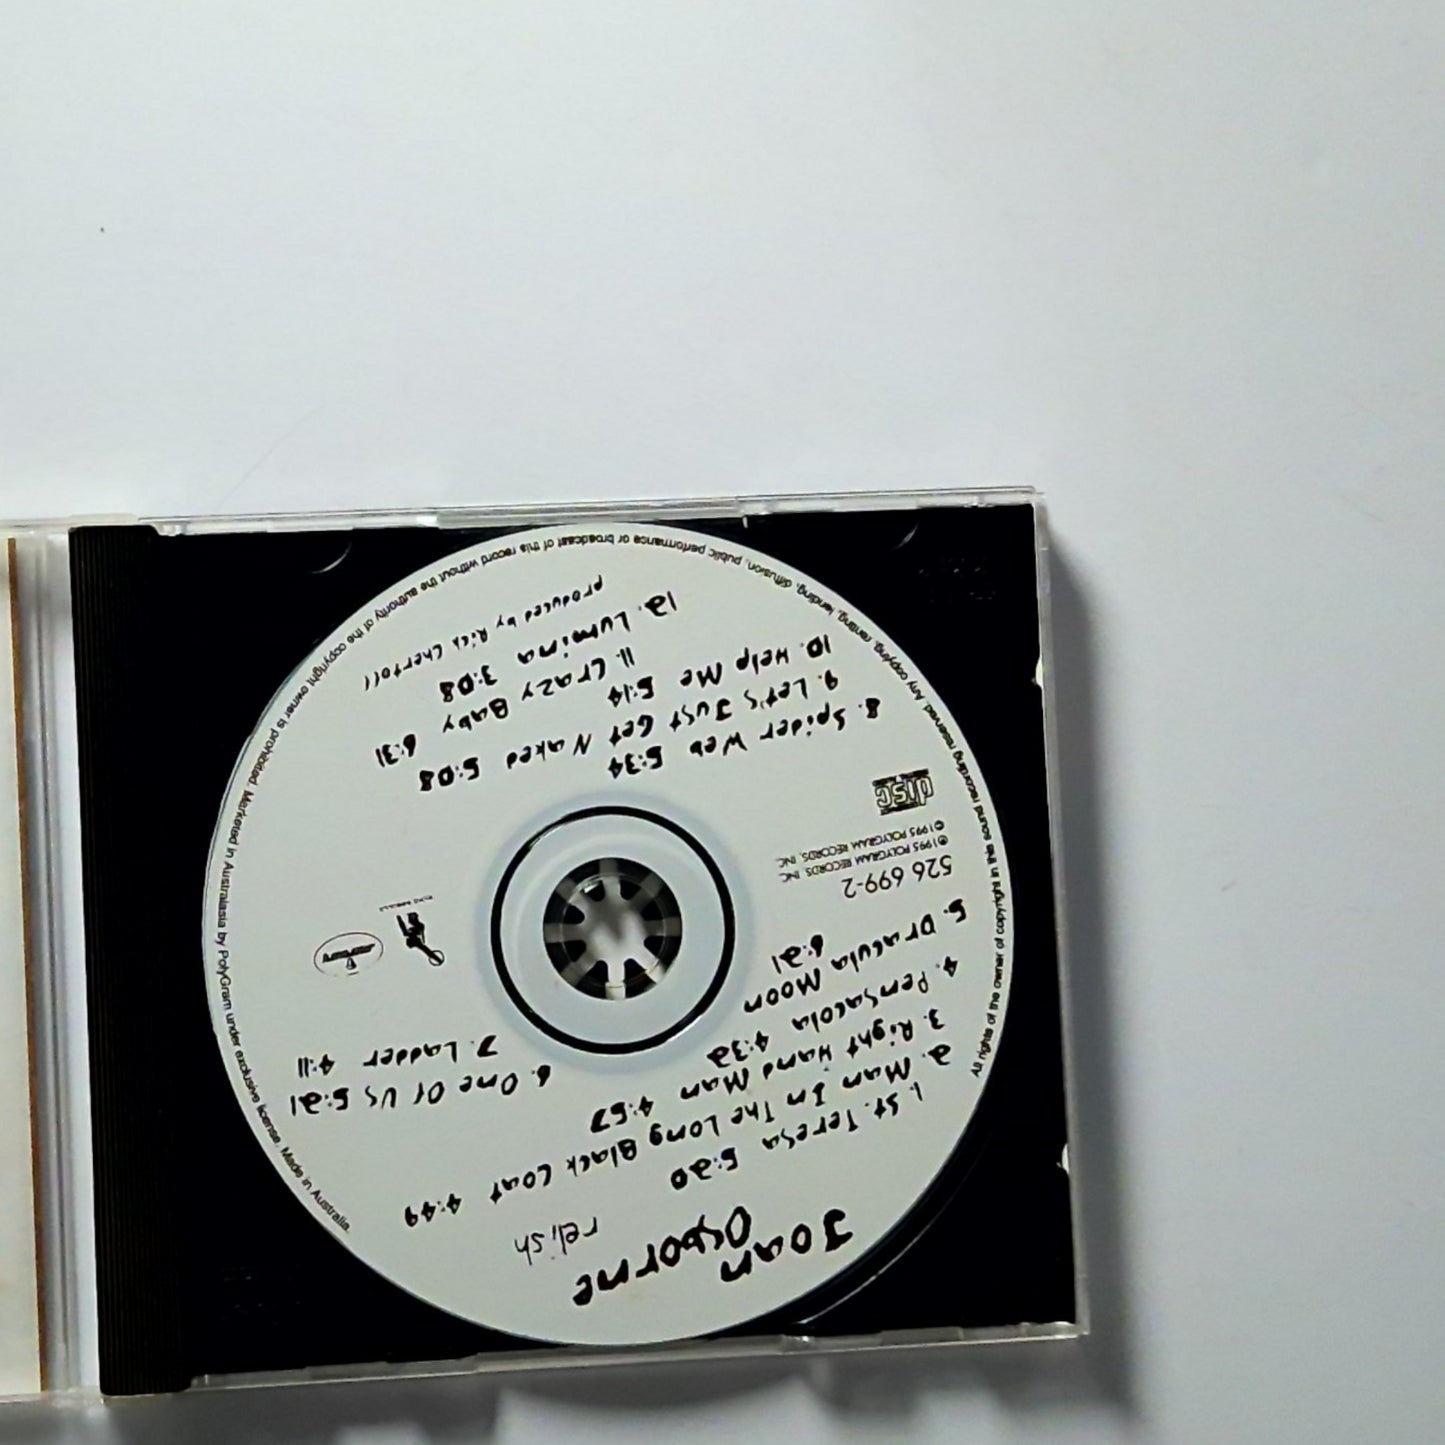 Joan
Osborne
relish
1. St. Teresa 5:20
2. Man In The Long Black Coat 4:49
3. Right Hand Man 4:57
4. Pensacola 4:32
5. Dracula Moon
6:21
6. One Of Us 5:21
7. Ladder 4:11
526 699-2
℗1995 POLYGRAM RECORDS, INC.
©1995 POLYGRAM RECORDS, INC.
disc
MERCURY
8. Spider Web 5:34
9. Let's Just Get Naked 5:08
10. Help Me 5:14
11. Crazy Baby 6:31
12. Lumina 3:08
produced by Rick Chertoff
All rights of the owner of copyright in this sound recording reserved. Any copying, renting, lending, diffusion, public performance or broadcast of this record without the authority of the copyright owner is prohibited. Marketed in Australasia by PolyGram under exclusive license. Made in Australia.